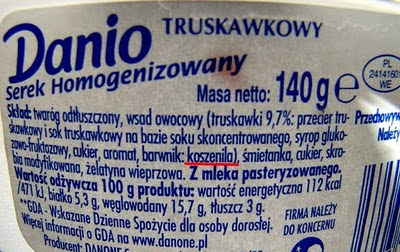 Danio TRUSKAWKOWY
Serek Homogenizowany
Masa netto: 140 g e
PL
24141601
WE
Skład: twaróg odtłuszczony, wsad owocowy (truskawki 9,7%: przecier tru-
skawkowy i sok truskawkowy na bazie soku skoncentrowanego, syrop gluko-
zowo-fruktozowy, cukier, aromat, barwnik: koszenila), śmietanka, cukier, skro-
bia modyfikowana, żelatyna wieprzowa. Z mleka pasteryzowanego.
Wartość odżywcza 100 g produktu: wartość energetyczna 112 kcal
/471 kJ, białko 5,3 g, węglowodany 15,7 g, tłuszcz 3 g.
**GDA - Wskazane Dzienne Spożycie dla osoby dorosłej.
Więcej informacji o GDA na www.danone.pl
Producent DANONE
Przechowyw
Należy
FIRMA NALEŻY
DO KONCERNU